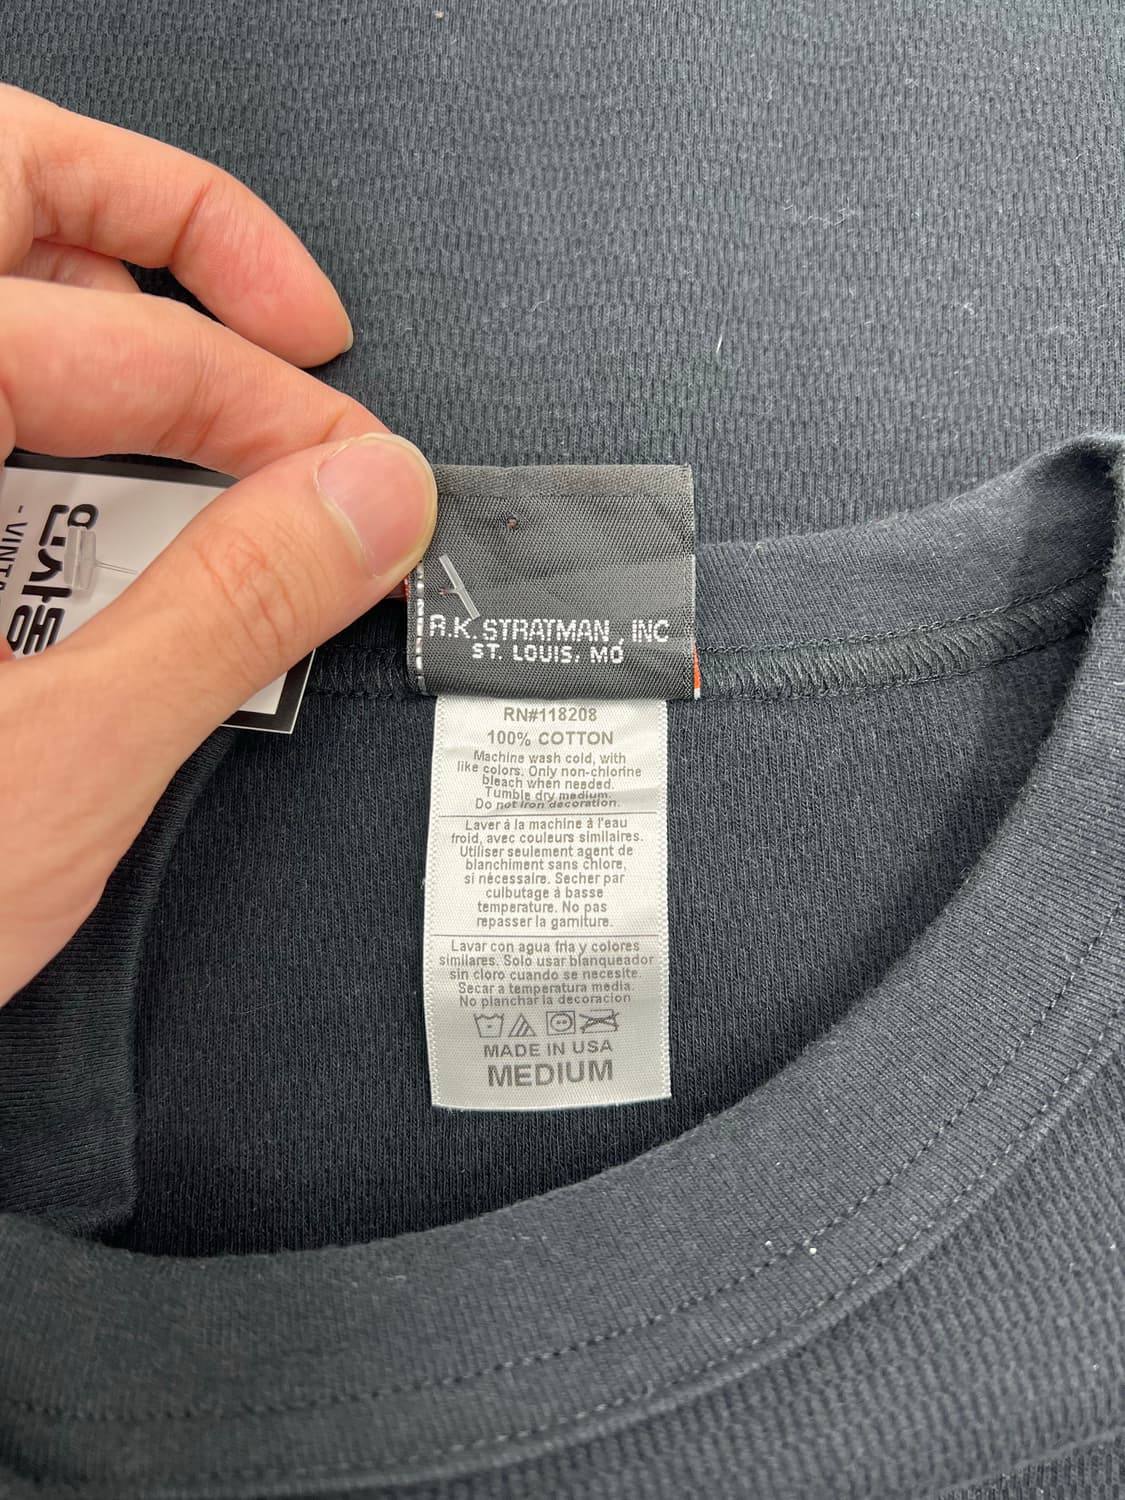 R.K. STRATMAN, INC
ST. LOUIS, MO
RN#118208
100% COTTON
Machine wash cold, with
like colors. Only non-chlorine
bleach when needed.
Tumble dry medium.
Do not iron decoration.
Laver à la machine à l'eau
froid, avec couleurs similaires.
Utiliser seulement agent de
blanchiment sans chlore,
si nécessaire. Secher par
culbutage à basse
temperature. No pas
repasser la garniture.
Lavar con agua fria y colores
similares. Solo usar blanqueador
sin cloro cuando se necesite.
Secar a temperatura media.
No planchar la decoracion
MADE IN USA
MEDIUM